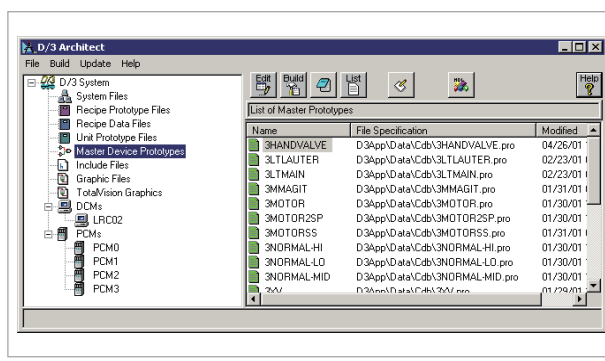 D/3 Architect
File Build Update Help
D/3 System
System Files
Recipe Prototype Files
Recipe Data Files
Unit Prototype Files
Master Device Prototypes
Include Files
Graphic Files
TotalVision Graphics
DCMs
LRC02
PCMs
PCM0
PCM1
PCM2
PCM3
Edit Build List Help
List of Master Prototypes
Name File Specification Modified
3HANDVALVE D3App\Data\Cdb\3HANDVALVE.pro 04/26/01
3LTLAUTER D3App\Data\Cdb\3LTLAUTER.pro 02/23/01
3LTMAIN D3App\Data\Cdb\3LTMAIN.pro 02/23/01
3MMAGIT D3App\Data\Cdb\3MMAGIT.pro 01/31/01
3MOTOR D3App\Data\Cdb\3MOTOR.pro 01/30/01
3MOTOR2SP D3App\Data\Cdb\3MOTOR2SP.pro 01/30/01
3MOTORSS D3App\Data\Cdb\3MOTORSS.pro 01/31/01
3NORMAL-HI D3App\Data\Cdb\3NORMAL-HI.pro 01/30/01
3NORMAL-LO D3App\Data\Cdb\3NORMAL-LO.pro 01/30/01
3NORMAL-MID D3App\Data\Cdb\3NORMAL-MID.pro 01/30/01
01/29/01